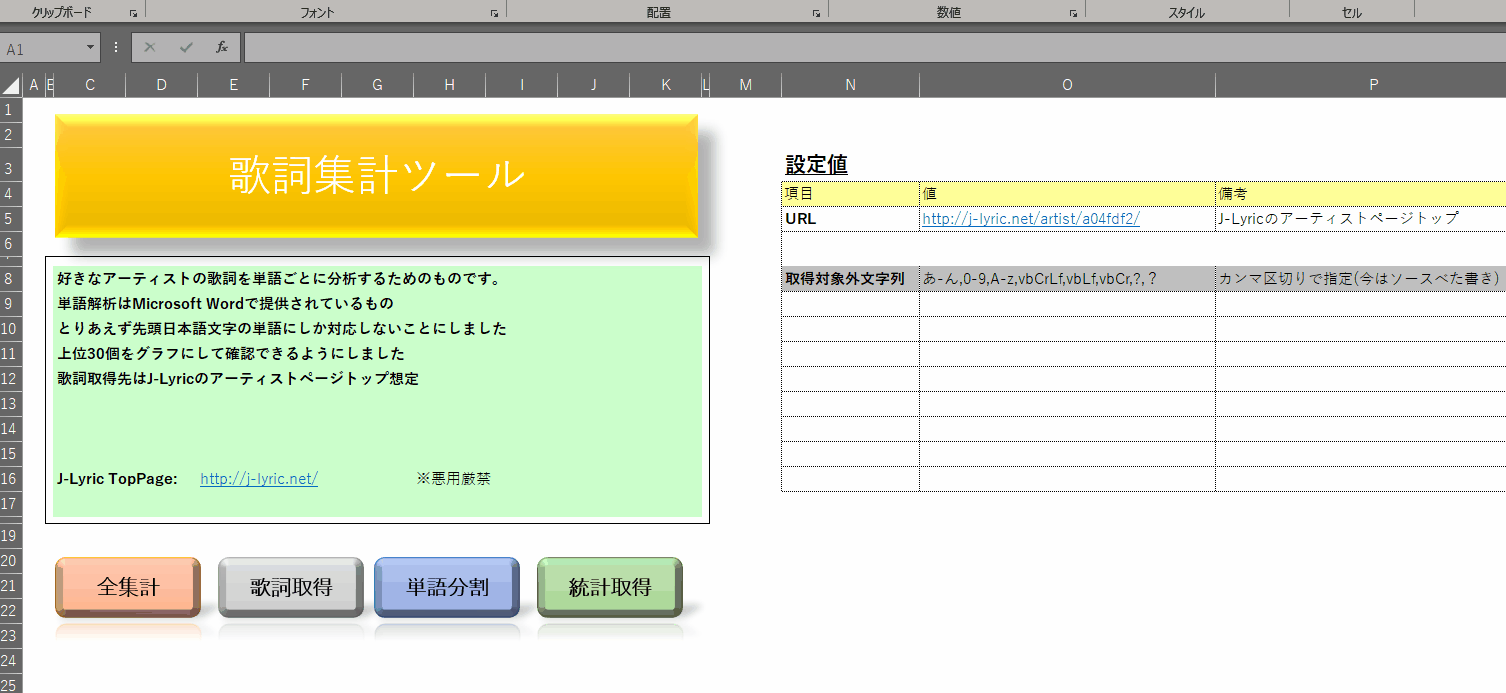 クリップボード フォント 配置 数値 スタイル セル
A1 fx
A B C D E F G H I J K L M N O P
1
2
3 歌詞集計ツール 設定値
4 項目 値 備考
5 URL http://j-lyric.net/artist/a04fdf2/ J-Lyricのアーティストページトップ
6
8 好きなアーティストの歌詞を単語ごとに分析するためのものです。 取得対象外文字列 あ-ん,0-9,A-z,vbCrLf,vbLf,vbCr,?,？ カンマ区切りで指定(今はソースべた書き)
9 単語解析はMicrosoft Wordで提供されているもの
10 とりあえず先頭日本語文字の単語にしか対応しないことにしました
11 上位30個をグラフにして確認できるようにしました
12 歌詞取得先はJ-Lyricのアーティストページトップ想定
13
14
15
16 J-Lyric TopPage: http://j-lyric.net/ ※悪用厳禁
17
19
20
21 全集計 歌詞取得 単語分割 統計取得
22
23
24
25